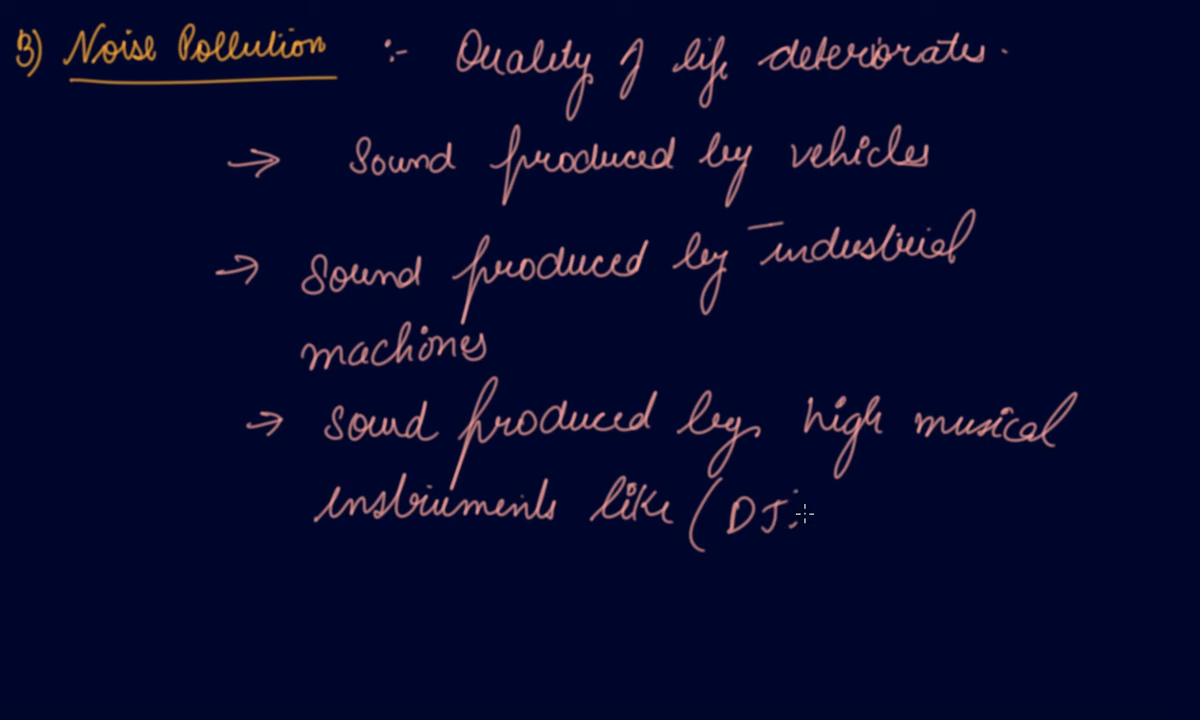 3) Noise Pollution :- Quality of life deteriorates.
→ Sound produced by vehicles
→ Sound produced by industrial
machines
→ Sound produced by high musical
instruments like (DJ